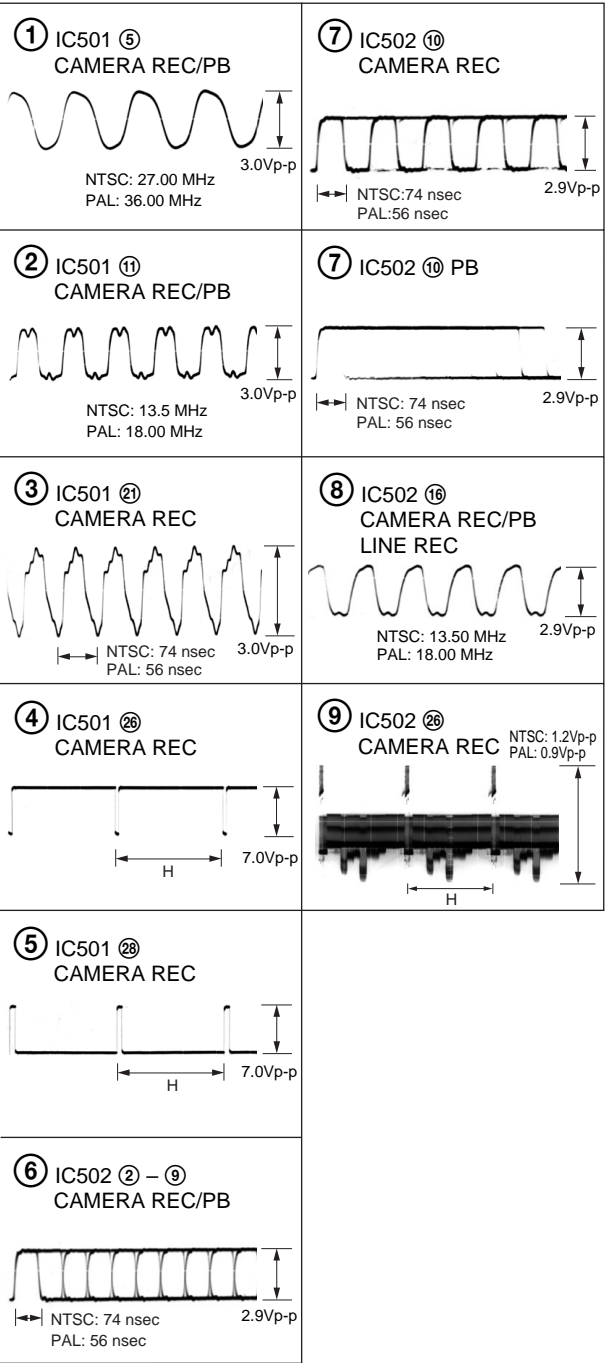 ① IC501 ⑤
CAMERA REC/PB
3.0Vp-p
NTSC: 27.00 MHz
PAL: 36.00 MHz
② IC501 ⑪
CAMERA REC/PB
3.0Vp-p
NTSC: 13.5 MHz
PAL: 18.00 MHz
③ IC501 ㉑
CAMERA REC
NTSC: 74 nsec
3.0Vp-p
PAL: 56 nsec
④ IC501 ㉖
CAMERA REC
7.0Vp-p
H
⑤ IC501 ㉘
CAMERA REC
7.0Vp-p
H
⑥ IC502 ② – ⑨
CAMERA REC/PB
2.9Vp-p
NTSC: 74 nsec
PAL: 56 nsec
⑦ IC502 ⑩
CAMERA REC
2.9Vp-p
NTSC:74 nsec
PAL:56 nsec
⑦ IC502 ⑩ PB
2.9Vp-p
NTSC: 74 nsec
PAL: 56 nsec
⑧ IC502 ⑯
CAMERA REC/PB
LINE REC
2.9Vp-p
NTSC: 13.50 MHz
PAL: 18.00 MHz
⑨ IC502 ㉖
CAMERA REC
NTSC: 1.2Vp-p
PAL: 0.9Vp-p
H